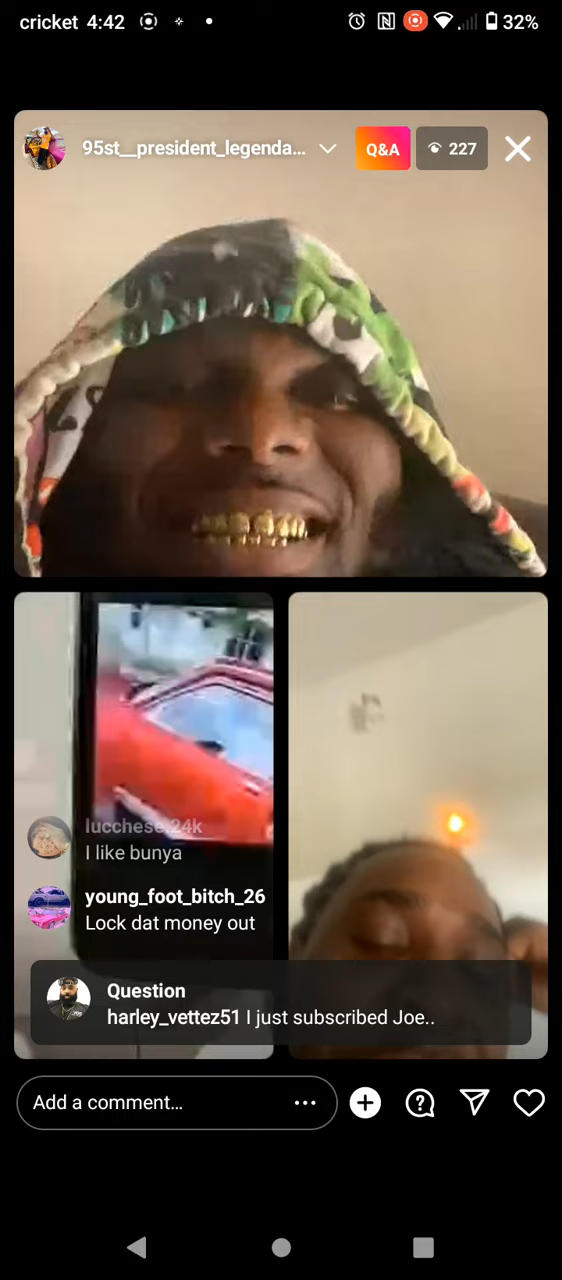 cricket 4:42 32%
95st__president_legenda... Q&A 227
lucchese.24k
I like bunya
young_foot_bitch_26
Lock dat money out
Question
harley_vettez51 I just subscribed Joe..
Add a comment...